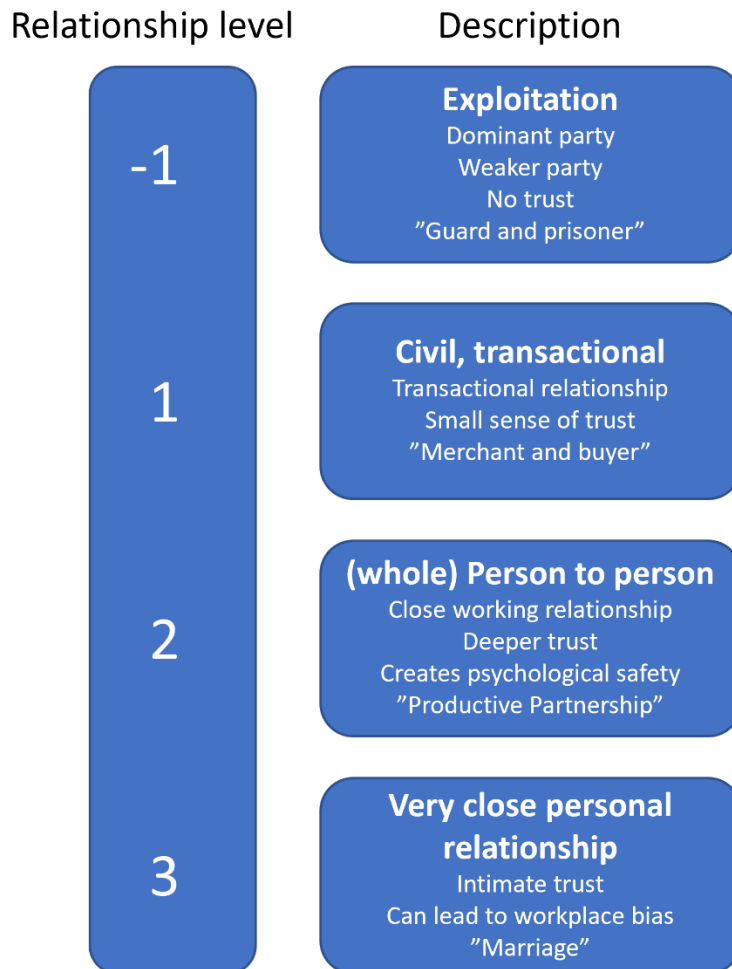 Relationship level
Description
-1
Exploitation
Dominant party
Weaker party
No trust
”Guard and prisoner”
1
Civil, transactional
Transactional relationship
Small sense of trust
”Merchant and buyer”
2
(whole) Person to person
Close working relationship
Deeper trust
Creates psychological safety
”Productive Partnership”
3
Very close personal
relationship
Intimate trust
Can lead to workplace bias
”Marriage”